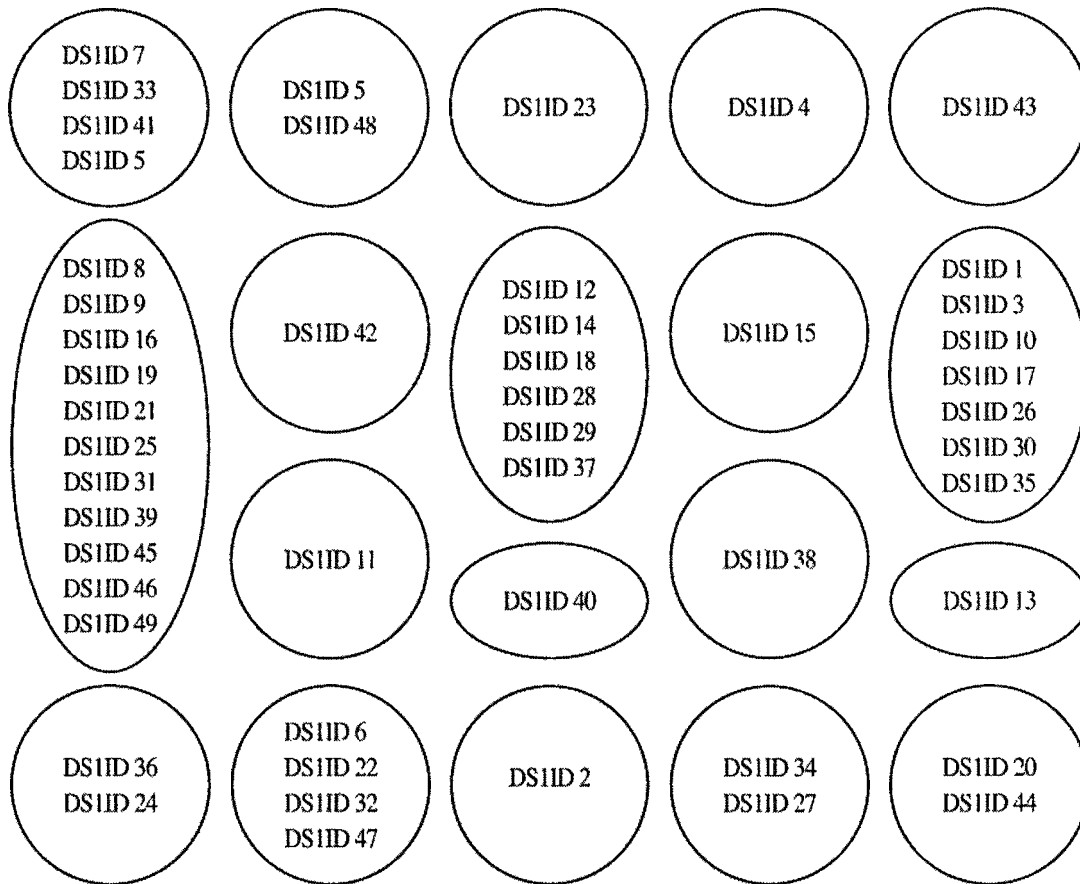 DS1ID 7
DS1ID 33
DS1ID 41
DS1ID 5
DS1ID 5
DS1ID 48
DS1ID 23
DS1ID 4
DS1ID 43
DS1ID 8
DS1ID 9
DS1ID 16
DS1ID 19
DS1ID 21
DS1ID 25
DS1ID 31
DS1ID 39
DS1ID 45
DS1ID 46
DS1ID 49
DS1ID 42
DS1ID 11
DS1ID 12
DS1ID 14
DS1ID 18
DS1ID 28
DS1ID 29
DS1ID 37
DS1ID 40
DS1ID 15
DS1ID 38
DS1ID 1
DS1ID 3
DS1ID 10
DS1ID 17
DS1ID 26
DS1ID 30
DS1ID 35
DS1ID 13
DS1ID 36
DS1ID 24
DS1ID 6
DS1ID 22
DS1ID 32
DS1ID 47
DS1ID 2
DS1ID 34
DS1ID 27
DS1ID 20
DS1ID 44